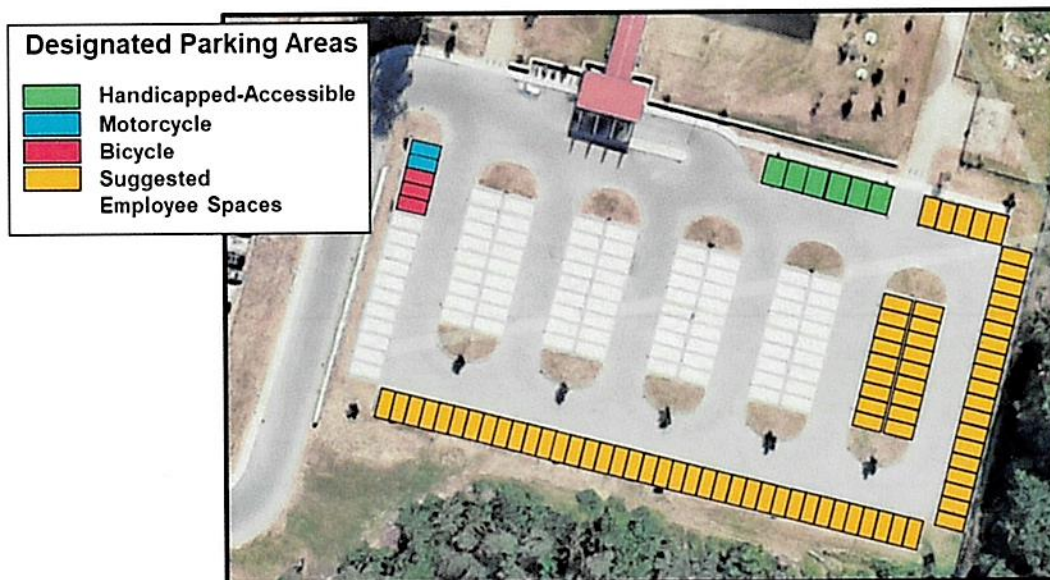 Designated Parking Areas
Handicapped-Accessible
Motorcycle
Bicycle
Suggested
Employee Spaces